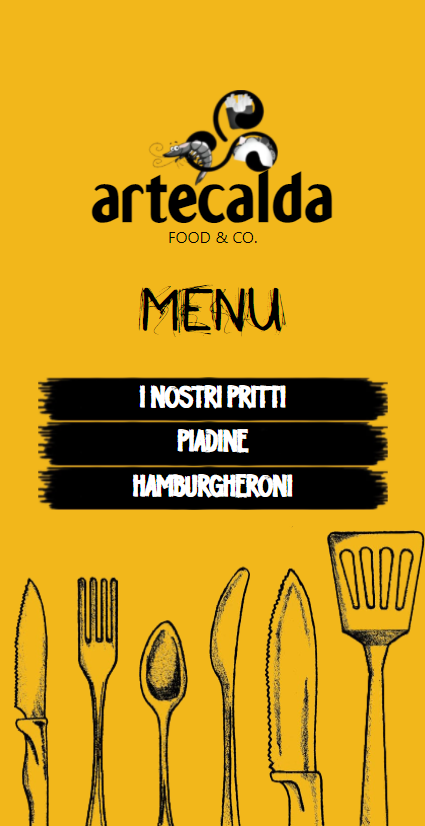 artecalda
FOOD & CO.
MENU
I NOSTRI PRITTI
PIADINE
HAMBURGHERONI